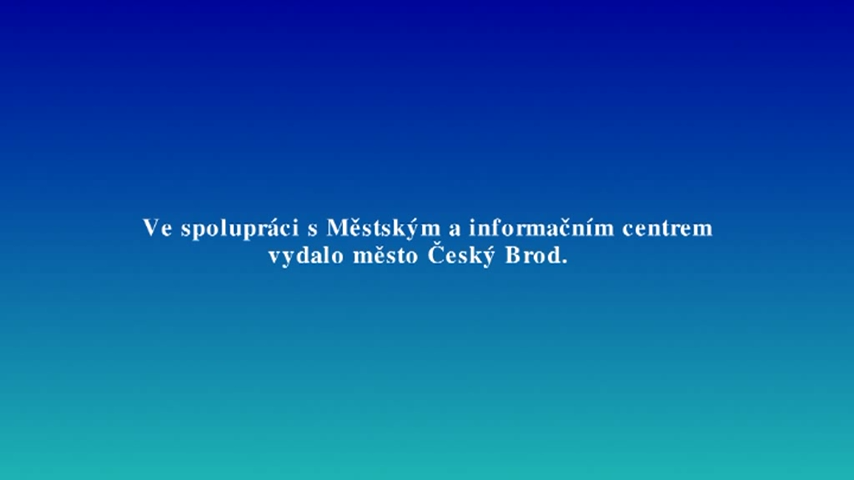 Ve spolupráci s Městským a informačním centrem
vydalo město Český Brod.